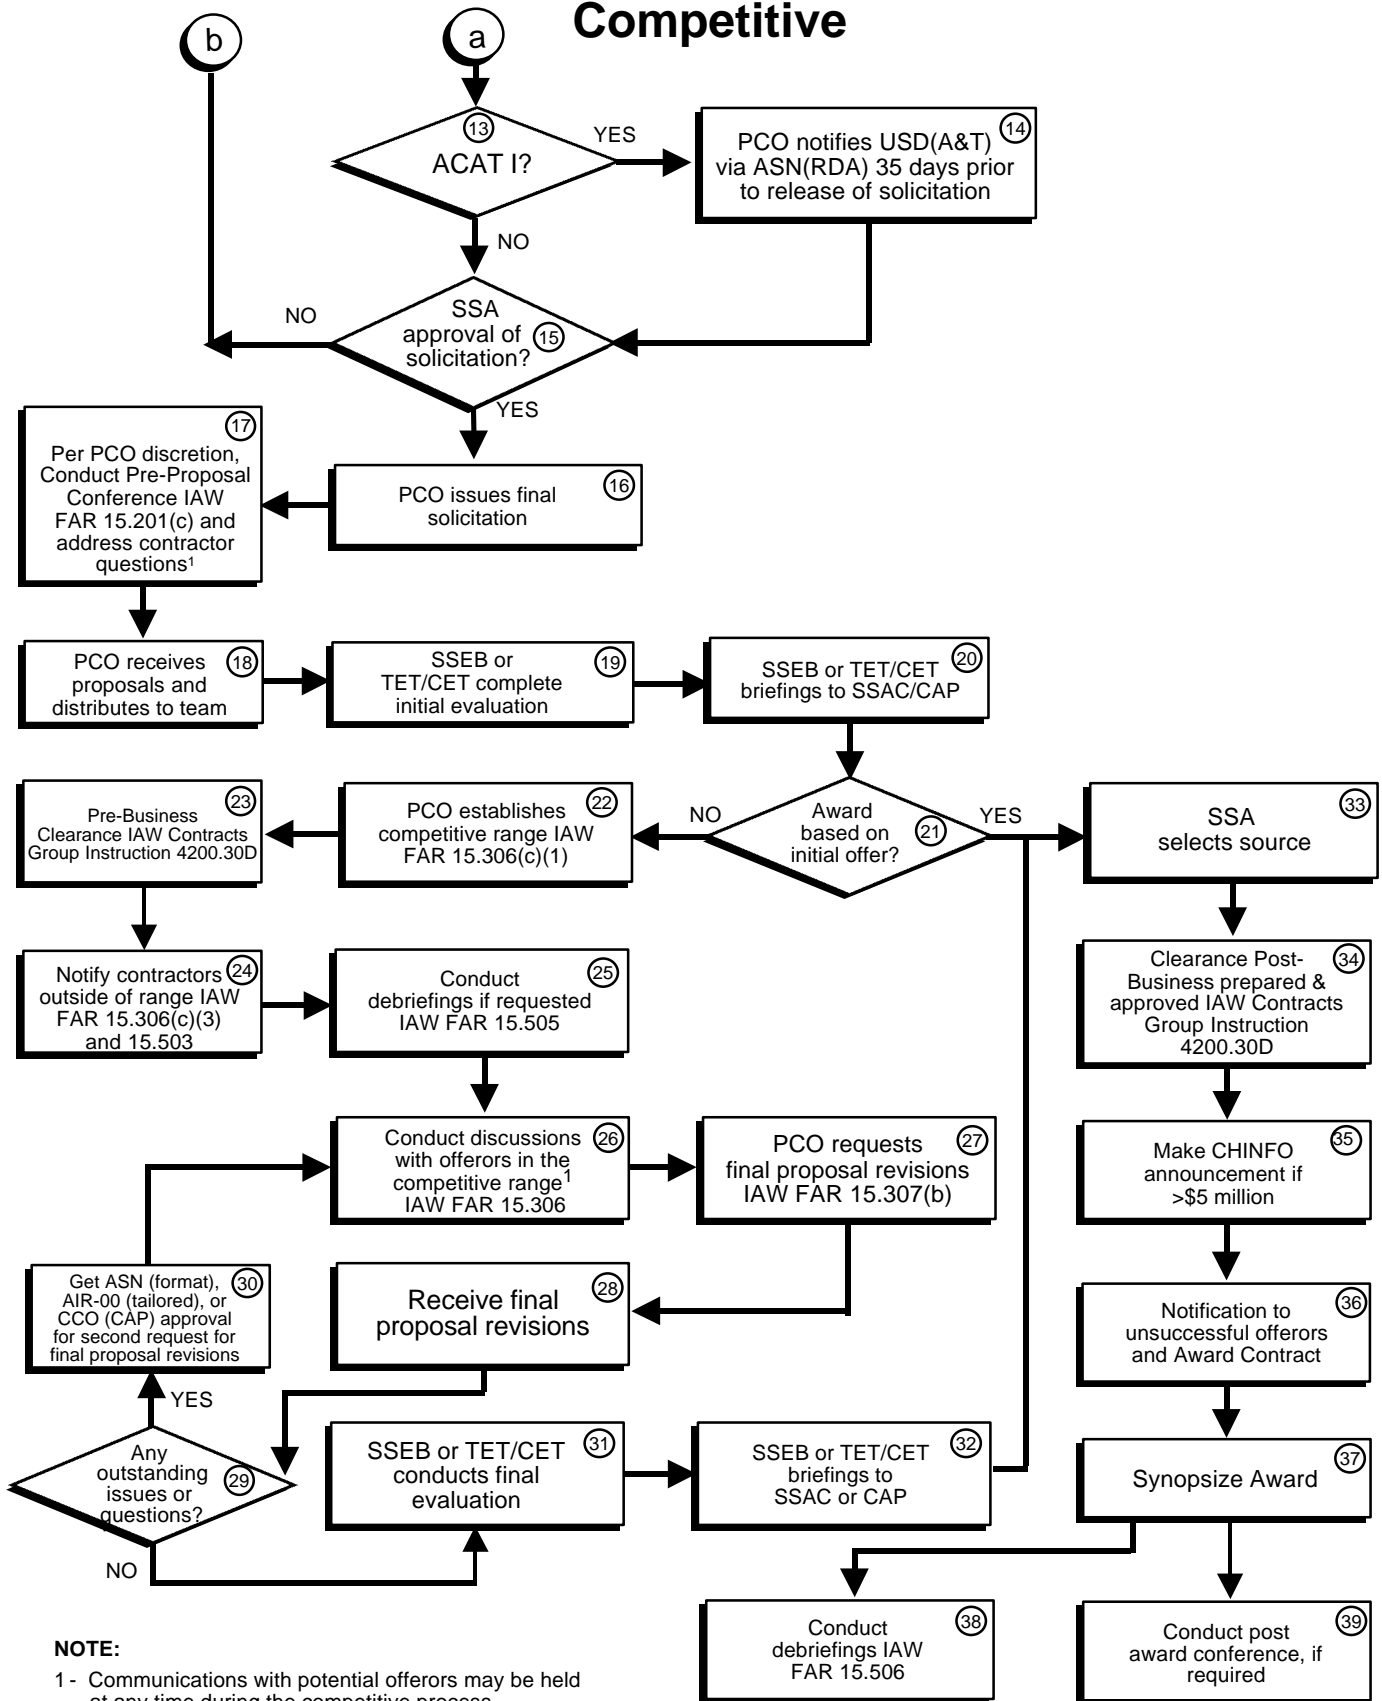 Competitive
b
a
13
ACAT I?
YES
14
PCO notifies USD(A&T)
via ASN(RDA) 35 days prior
to release of solicitation
NO
SSA
approval of
solicitation?
15
NO
YES
17
Per PCO discretion,
Conduct Pre-Proposal
Conference IAW
FAR 15.201(c) and
address contractor
questions¹
16
PCO issues final
solicitation
18
PCO receives
proposals and
distributes to team
19
SSEB or
TET/CET complete
initial evaluation
20
SSEB or TET/CET
briefings to SSAC/CAP
21
Award
based on
initial offer?
NO
YES
22
PCO establishes
competitive range IAW
FAR 15.306(c)(1)
23
Pre-Business
Clearance IAW Contracts
Group Instruction 4200.30D
33
SSA
selects source
24
Notify contractors
outside of range IAW
FAR 15.306(c)(3)
and 15.503
25
Conduct
debriefings if requested
IAW FAR 15.505
34
Clearance Post-
Business prepared &
approved IAW Contracts
Group Instruction
4200.30D
26
Conduct discussions
with offerors in the
competitive range¹
IAW FAR 15.306
27
PCO requests
final proposal revisions
IAW FAR 15.307(b)
35
Make CHINFO
announcement if
>$5 million
30
Get ASN (format),
AIR-00 (tailored), or
CCO (CAP) approval
for second request for
final proposal revisions
28
Receive final
proposal revisions
36
Notification to
unsuccessful offerors
and Award Contract
YES
29
Any
outstanding
issues or
questions?
NO
31
SSEB or TET/CET
conducts final
evaluation
32
SSEB or TET/CET
briefings to
SSAC or CAP
37
Synopsize Award
38
Conduct
debriefings IAW
FAR 15.506
39
Conduct post
award conference, if
required
NOTE:
1 - Communications with potential offerors may be held
at any time during the competitive process